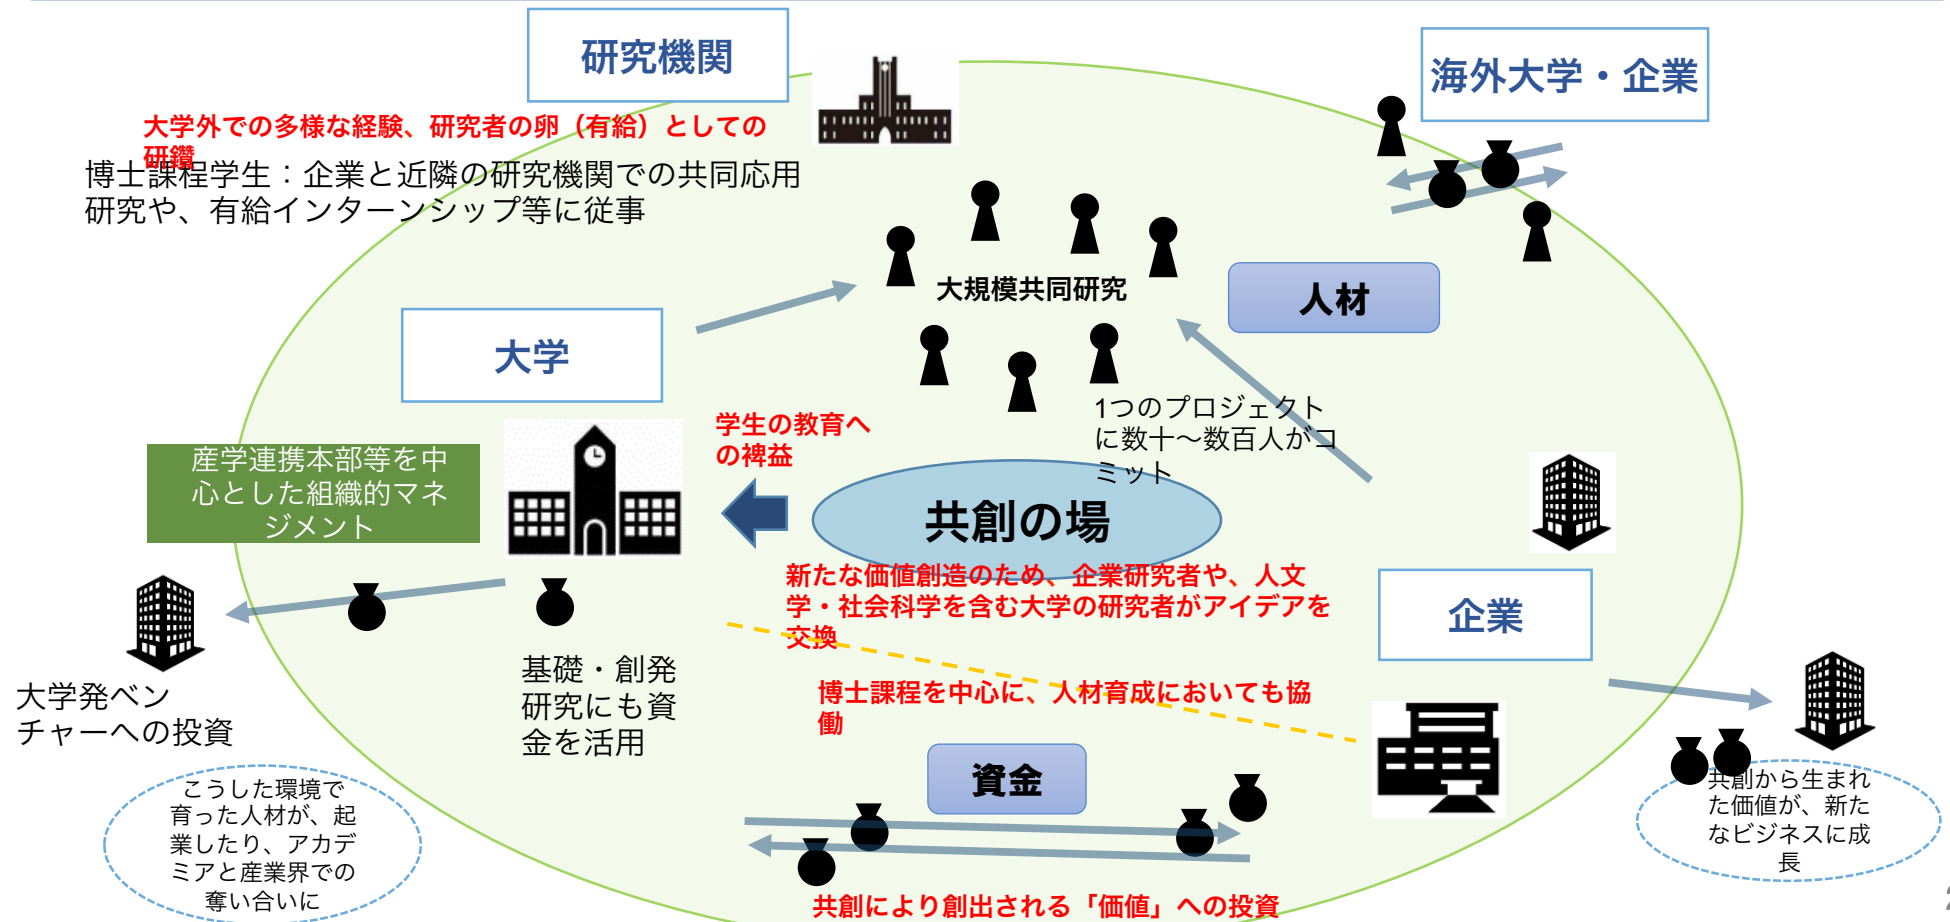 研究機関
海外大学・企業
大学外での多様な経験、研究者の卵（有給）としての
研鑽
博士課程学生：企業と近隣の研究機関での共同応用
研究や、有給インターンシップ等に従事
大規模共同研究
人材
大学
1つのプロジェクト
に数十～数百人がコ
ミット
学生の教育へ
の裨益
産学連携本部等を中
心とした組織的マネ
ジメント
共創の場
新たな価値創造のため、企業研究者や、人文
学・社会科学を含む大学の研究者がアイデアを
交換
企業
基礎・創発
研究にも資
金を活用
大学発ベン
チャーへの投資
博士課程を中心に、人材育成においても協
働
資金
こうした環境で
育った人材が、起
業したり、アカデ
ミアと産業界での
奪い合いに
共創から生まれ
た価値が、新た
なビジネスに成
長
共創により創出される「価値」への投資